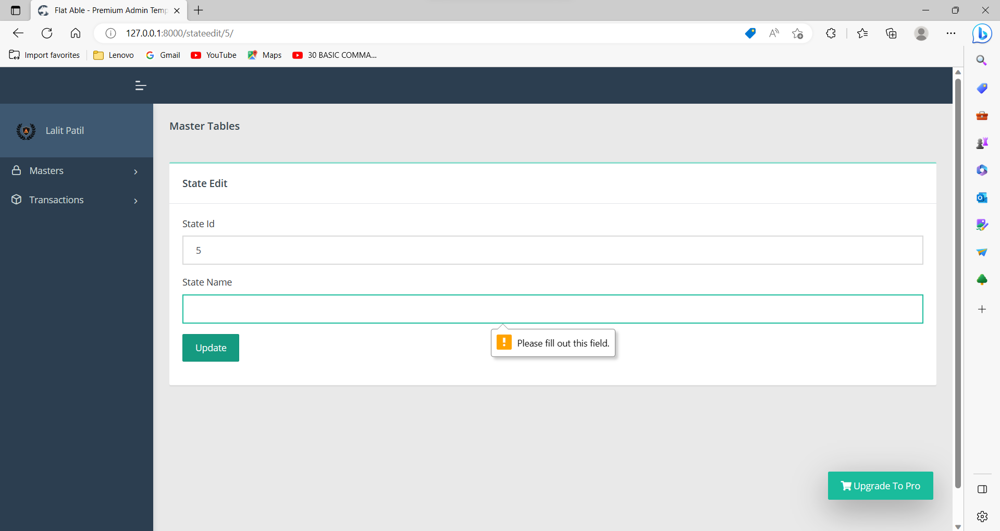 Flat Able - Premium Admin Temp
127.0.0.1:8000/stateedit/5/
Import favorites
Lenovo
Gmail
YouTube
Maps
30 BASIC COMMA...
Lalit Patil
Masters
Transactions
Master Tables
State Edit
State Id
5
State Name
Please fill out this field.
Update
Upgrade To Pro